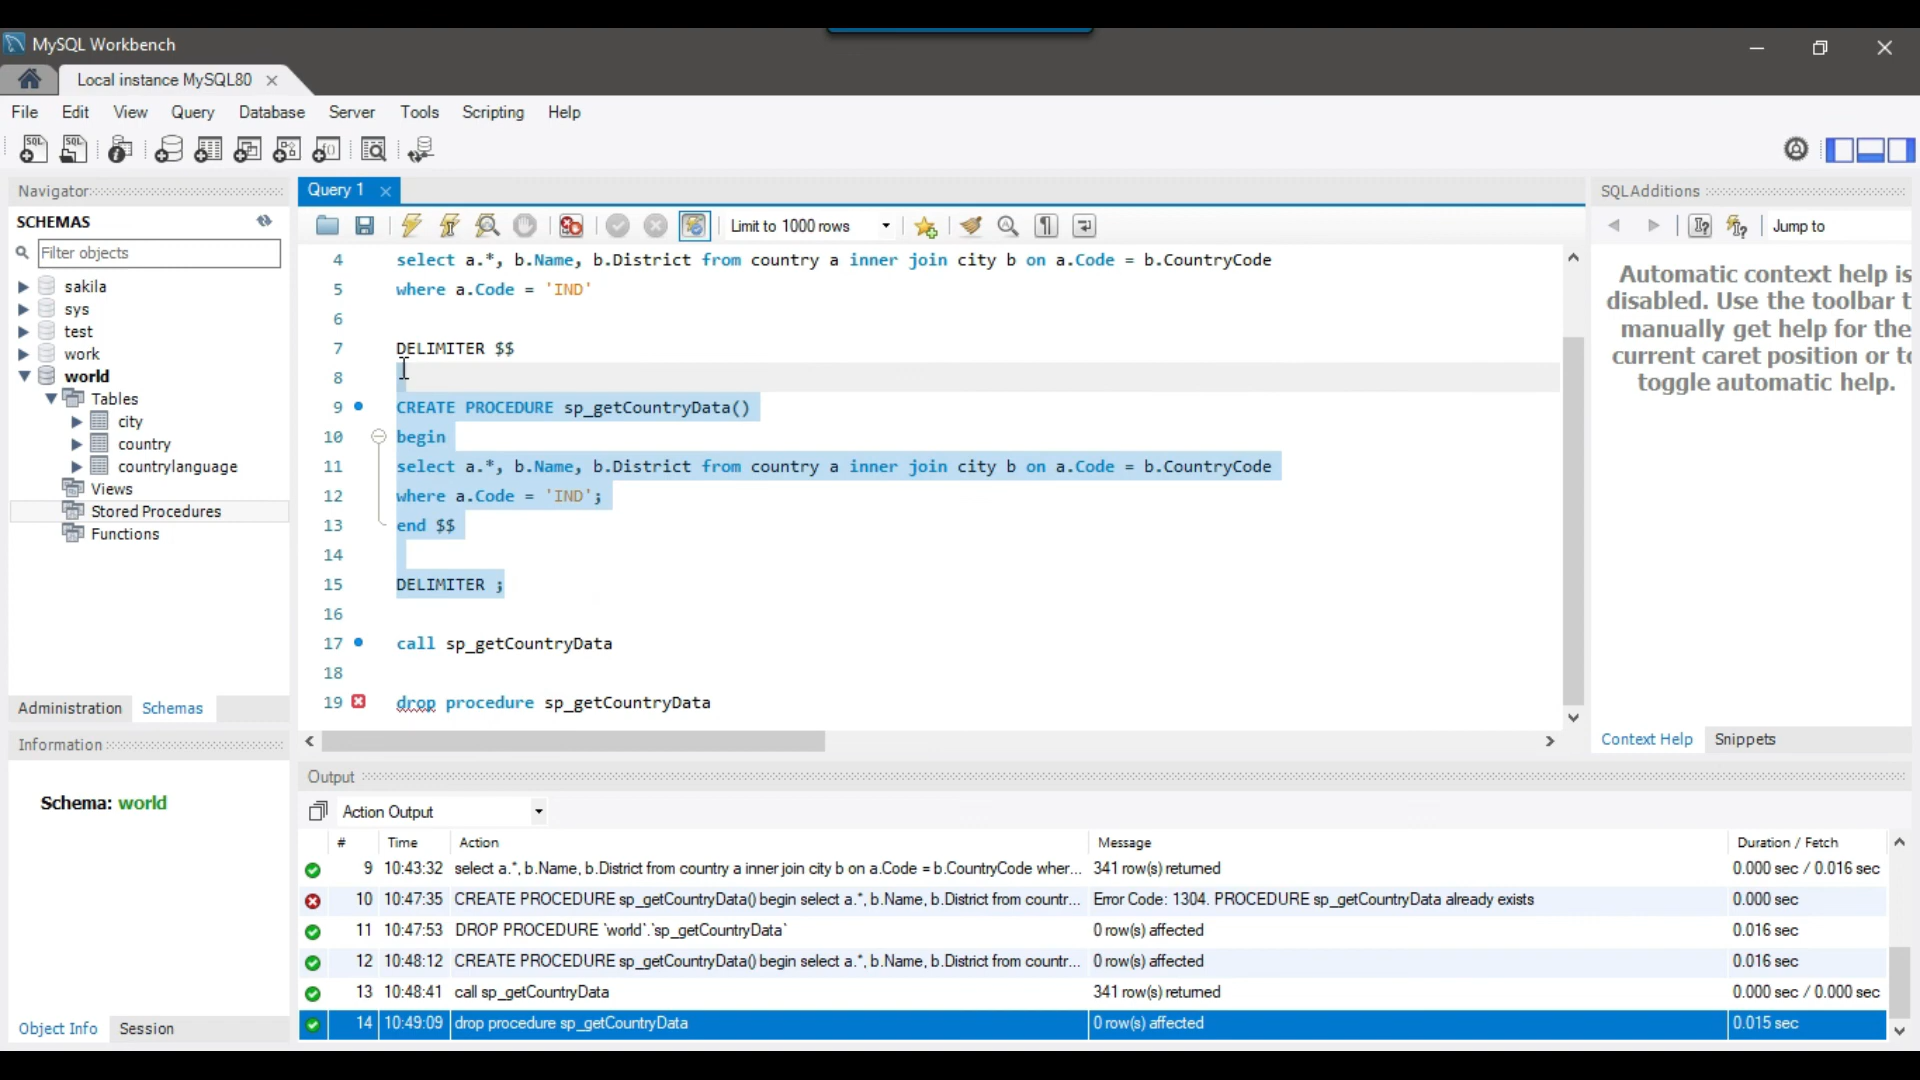 MySQL Workbench
Local instance MySQL80
File Edit View Query Database Server Tools Scripting Help
Navigator
SCHEMAS
Filter objects
sakila
sys
test
work
world
Tables
city
country
countrylanguage
Views
Stored Procedures
Functions
Administration Schemas
Information
Schema: world
Object Info Session
Query 1
Limit to 1000 rows
4 select a.*, b.Name, b.District from country a inner join city b on a.Code = b.CountryCode
5 where a.Code = 'IND'
6
7 DELIMITER $$
8
9 CREATE PROCEDURE sp_getCountryData()
10 begin
11 select a.*, b.Name, b.District from country a inner join city b on a.Code = b.CountryCode
12 where a.Code = 'IND';
13 end $$
14
15 DELIMITER ;
16
17 call sp_getCountryData
18
19 drop procedure sp_getCountryData
SQLAdditions
Jump to
Automatic context help is
disabled. Use the toolbar t
manually get help for the
current caret position or to
toggle automatic help.
Context Help Snippets
Output
Action Output
# Time Action Message Duration / Fetch
9 10:43:32 select a.*, b.Name, b.District from country a inner join city b on a.Code = b.CountryCode wher... 341 row(s) returned 0.000 sec / 0.016 sec
10 10:47:35 CREATE PROCEDURE sp_getCountryData() begin select a.*, b.Name, b.District from countr... Error Code: 1304. PROCEDURE sp_getCountryData already exists 0.000 sec
11 10:47:53 DROP PROCEDURE `world`.`sp_getCountryData` 0 row(s) affected 0.016 sec
12 10:48:12 CREATE PROCEDURE sp_getCountryData() begin select a.*, b.Name, b.District from countr... 0 row(s) affected 0.016 sec
13 10:48:41 call sp_getCountryData 341 row(s) returned 0.000 sec / 0.000 sec
14 10:49:09 drop procedure sp_getCountryData 0 row(s) affected 0.015 sec